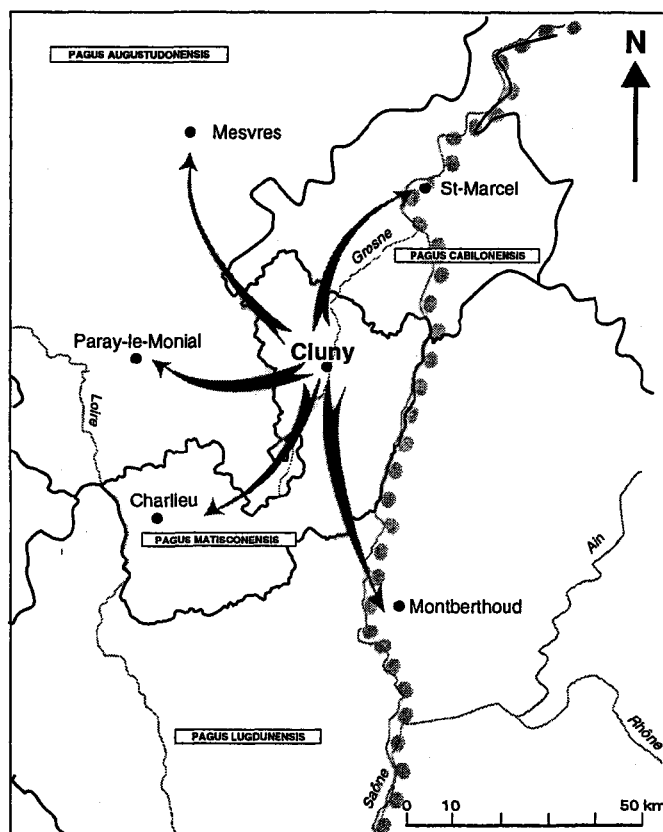 PAGUS AUGUSTUDONENSIS
N
Mesvres
St-Marcel
Grosne
PAGUS CABILONENSIS
Paray-le-Monial
Cluny
Loire
Charlieu
PAGUS MATISCONENSIS
Ain
Montberthoud
PAGUS LUGDUNENSIS
Rhône
Saône
0 10 50 km